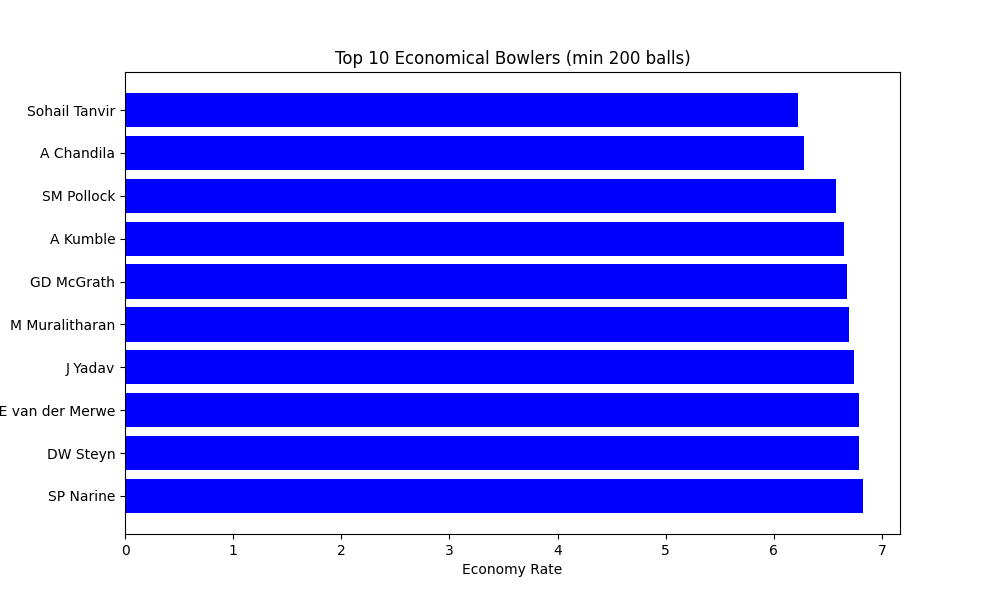 Top 10 Economical Bowlers (min 200 balls)
Sohail Tanvir
A Chandila
SM Pollock
A Kumble
GD McGrath
M Muralitharan
J Yadav
E van der Merwe
DW Steyn
SP Narine
0 1 2 3 4 5 6 7
Economy Rate